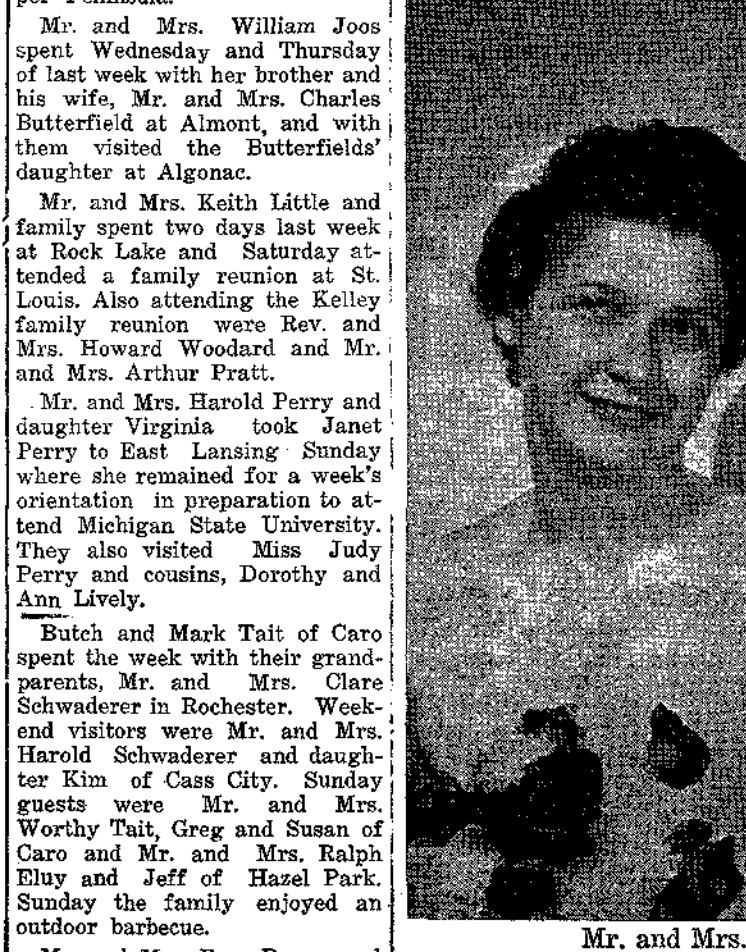 per Peninsula.
Mr. and Mrs. William Joos
spent Wednesday and Thursday
of last week with her brother and
his wife, Mr. and Mrs. Charles
Butterfield at Almont, and with
them visited the Butterfields'
daughter at Algonac.
Mr. and Mrs. Keith Little and
family spent two days last week
at Rock Lake and Saturday at-
tended a family reunion at St.
Louis. Also attending the Kelley
family reunion were Rev. and
Mrs. Howard Woodard and Mr.
and Mrs. Arthur Pratt.
Mr. and Mrs. Harold Perry and
daughter Virginia took Janet
Perry to East Lansing Sunday
where she remained for a week's
orientation in preparation to at-
tend Michigan State University.
They also visited Miss Judy
Perry and cousins, Dorothy and
Ann Lively.
Butch and Mark Tait of Caro
spent the week with their grand-
parents, Mr. and Mrs. Clare
Schwaderer in Rochester. Week-
end visitors were Mr. and Mrs.
Harold Schwaderer and daugh-
ter Kim of Cass City. Sunday
guests were Mr. and Mrs.
Worthy Tait, Greg and Susan of
Caro and Mr. and Mrs. Ralph
Eluy and Jeff of Hazel Park.
Sunday the family enjoyed an
outdoor barbecue.
Mr. and Mrs.